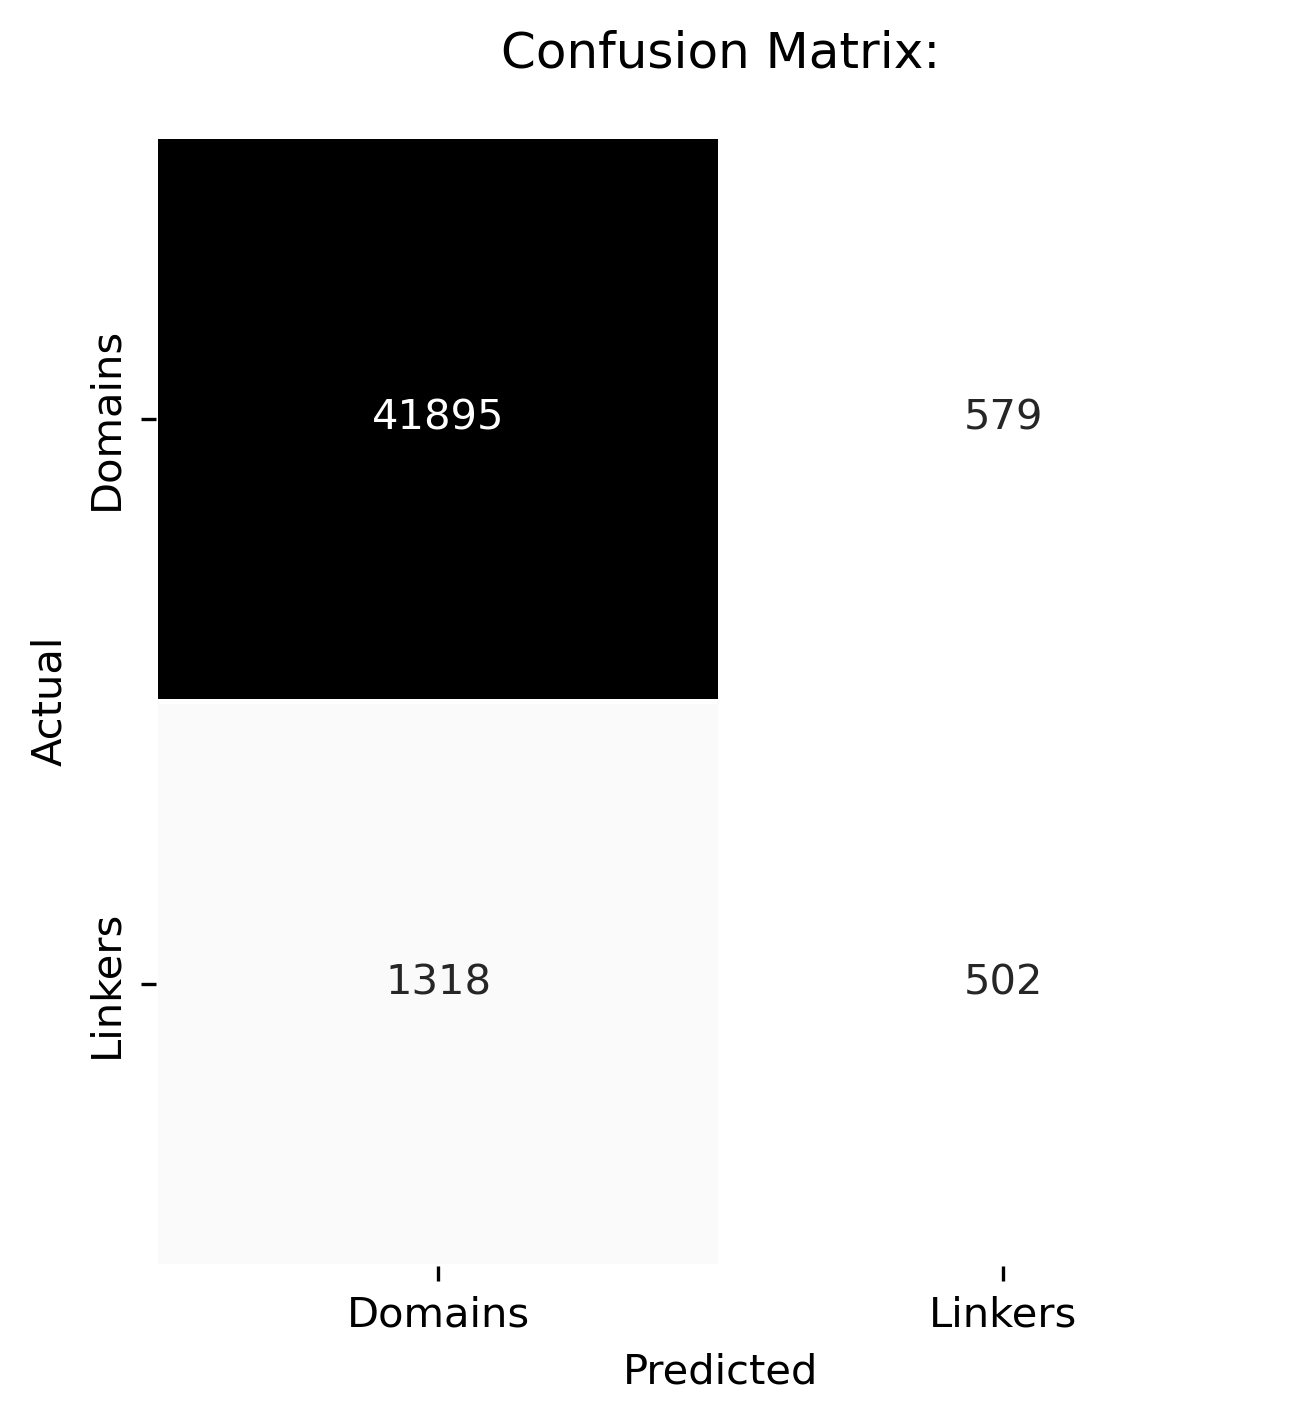 Confusion Matrix:
Domains
41895
579
Actual
Linkers
1318
502
Domains
Linkers
Predicted